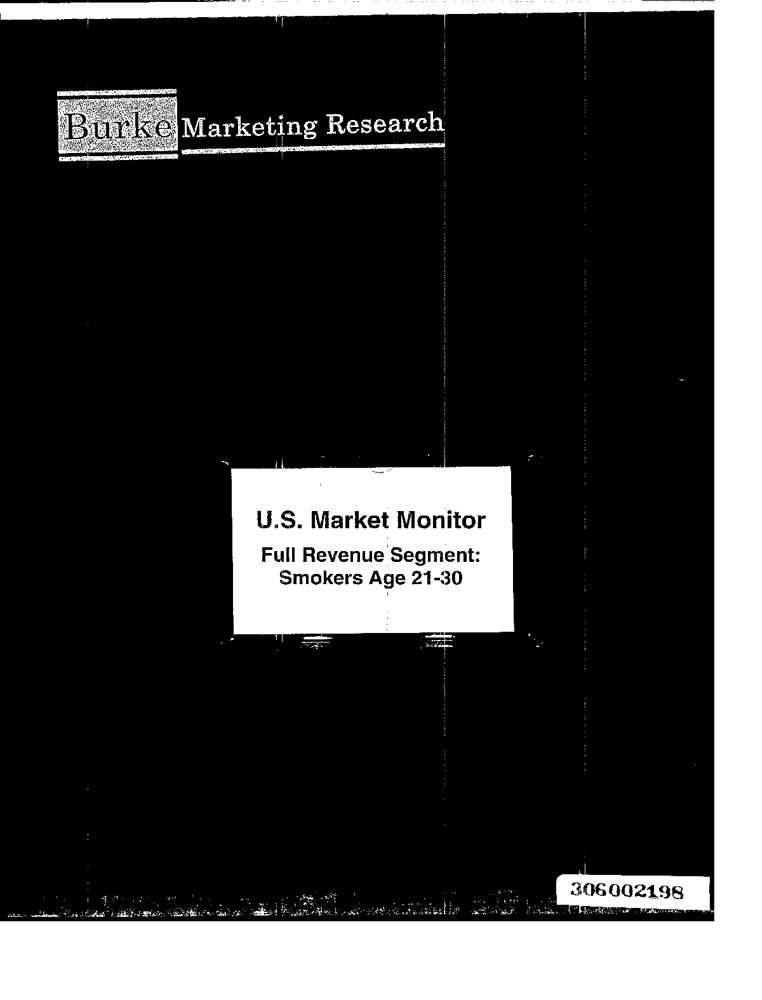 Burke Marketing Research
U.S. Market Monitor
Full Revenue Segment:
Smokers Age 21-30
306002198